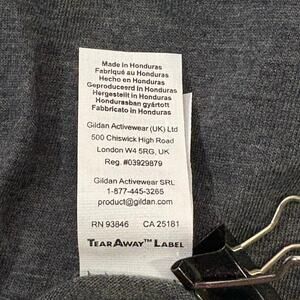 Made in Honduras
Fabriqué au Honduras
Hecho en Honduras
Geproduceerd in Honduras
Hergestellt in Honduras
Hondurasban gyártott
Fabbricato in Honduras
Gildan Activewear (UK) Ltd
500 Chiswick High Road
London W4 5RG, UK
Reg. #03929879
Gildan Activewear SRL
1-877-445-3265
product@gildan.com
RN 93846 CA 25181
TEARAWAY™ LABEL